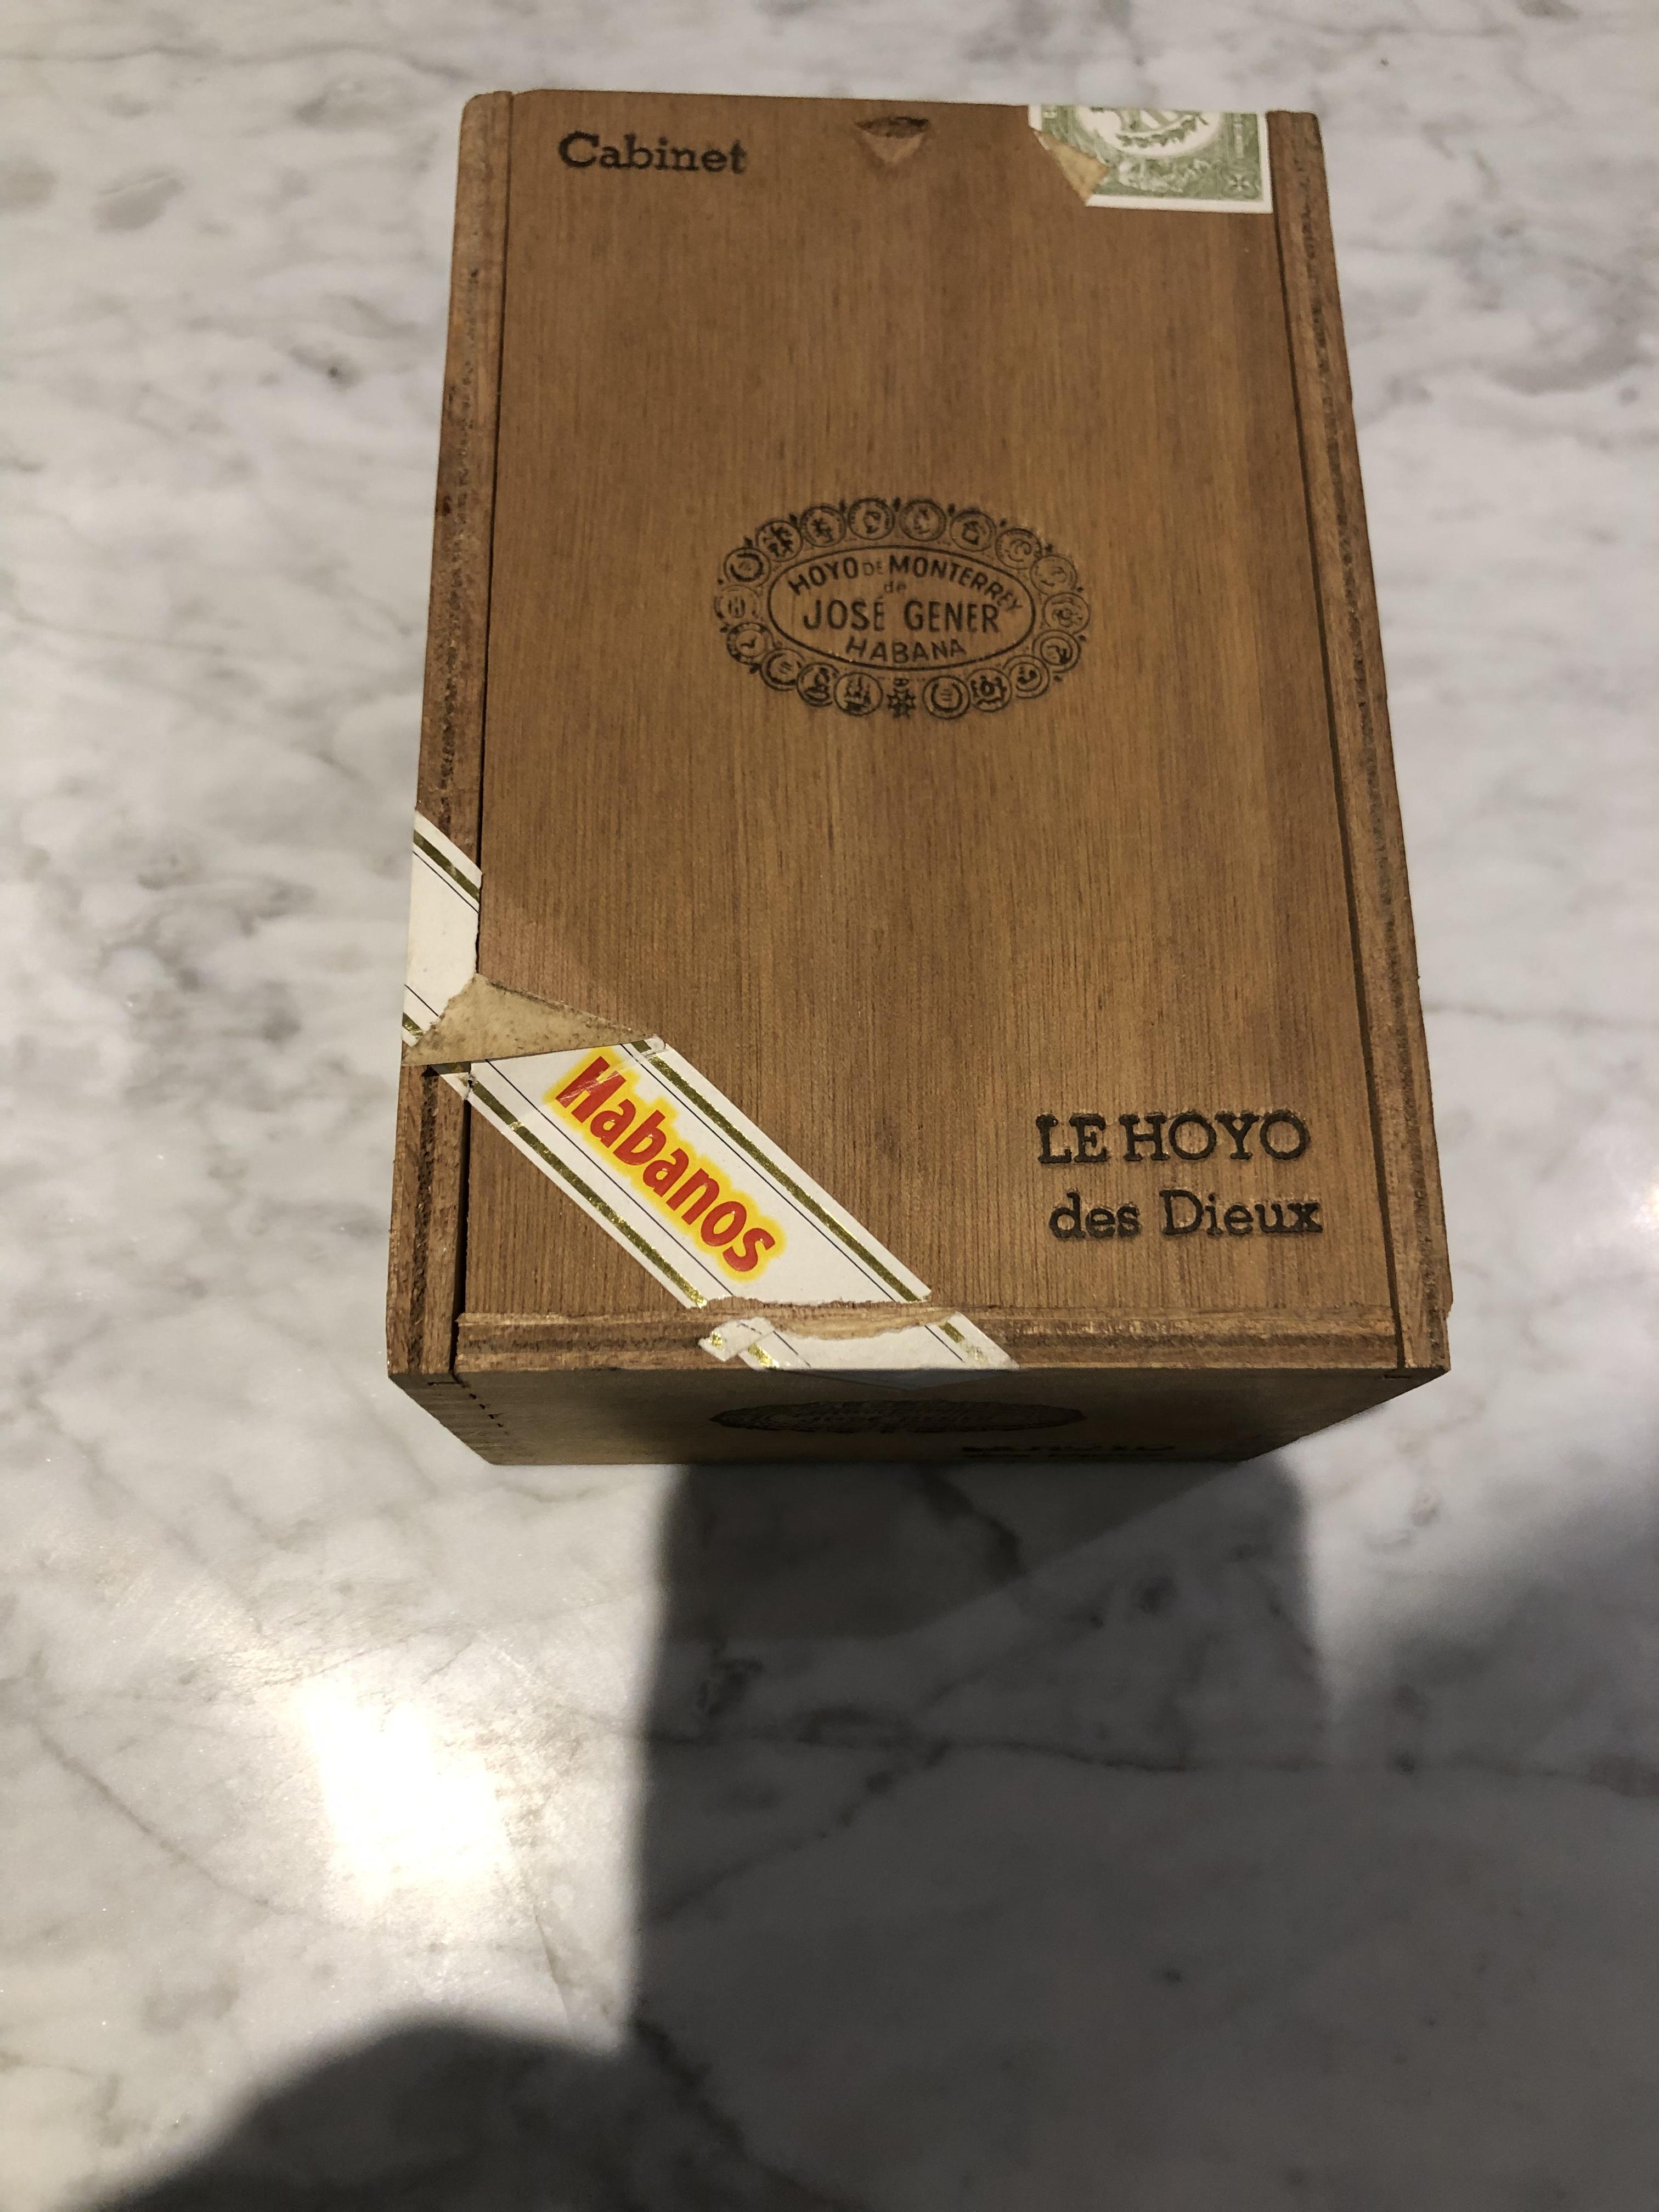 Cabinet
HOYO DE MONTERREY
de
JOSÉ GENER
HABANA
Habanos
LE HOYO
des Dieux